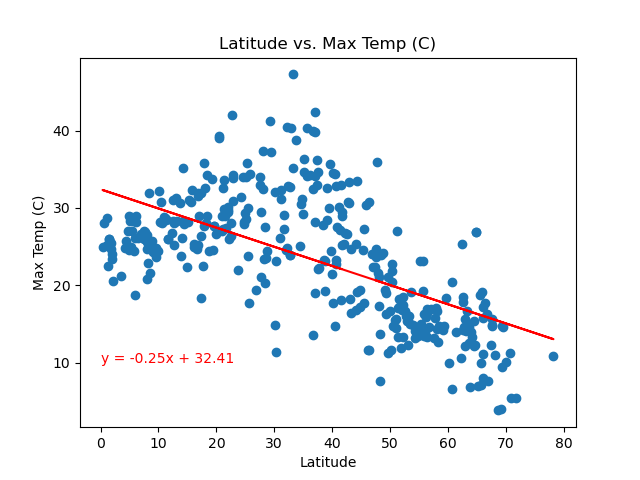 Latitude vs. Max Temp (C)
Max Temp (C)
40
30
20
10
y = -0.25x + 32.41
0 10 20 30 40 50 60 70 80
Latitude